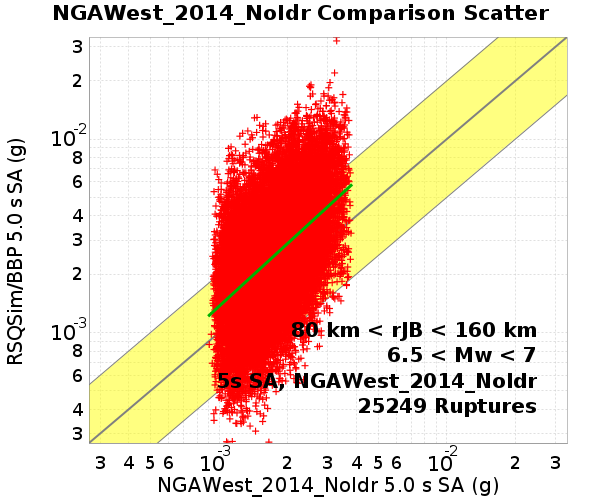 NGAWest_2014_NoIdr Comparison Scatter
RSQSim/BBP 5.0 s SA (g)
3
2
10-2
8
6
4
3
2
10-3
8
6
4
3
80 km < rJB < 160 km
6.5 < Mw < 7
5s SA, NGAWest_2014_NoIdr
25249 Ruptures
3 4 5 6 10-3 2 3 4 5 6 10-2 2 3
NGAWest_2014_NoIdr 5.0 s SA (g)